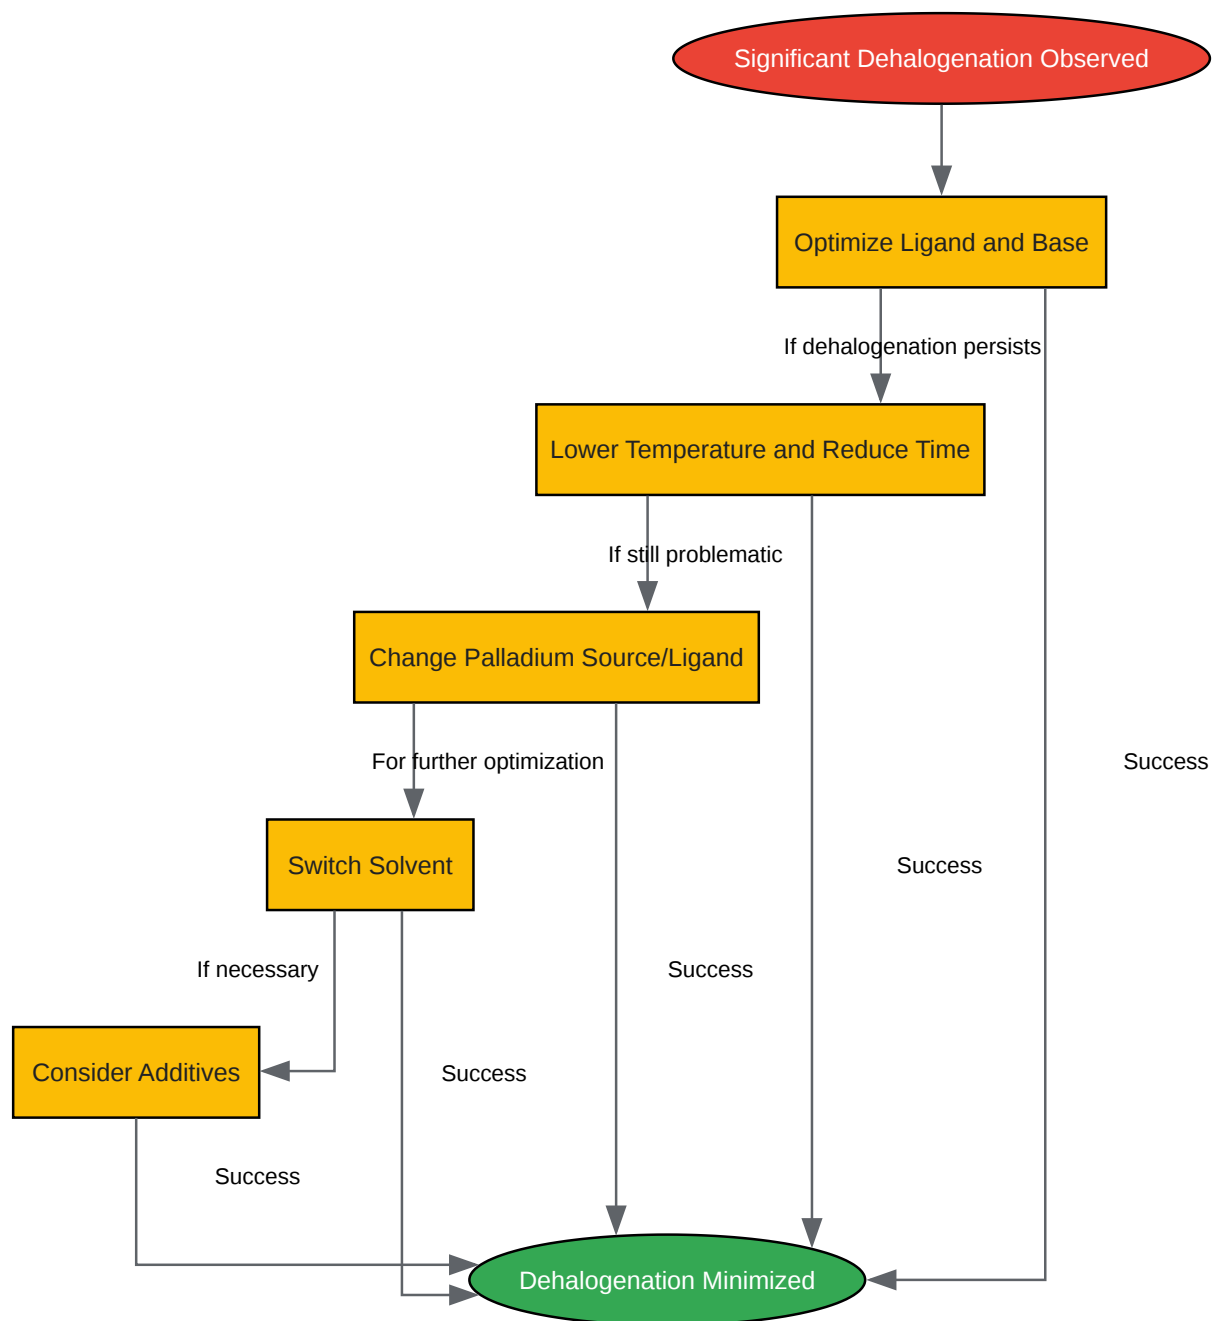 Significant Dehalogenation Observed
Optimize Ligand and Base
If dehalogenation persists
Lower Temperature and Reduce Time
If still problematic
Change Palladium Source/Ligand
For further optimization
Success
Switch Solvent
Success
If necessary
Success
Consider Additives
Success
Success
Dehalogenation Minimized